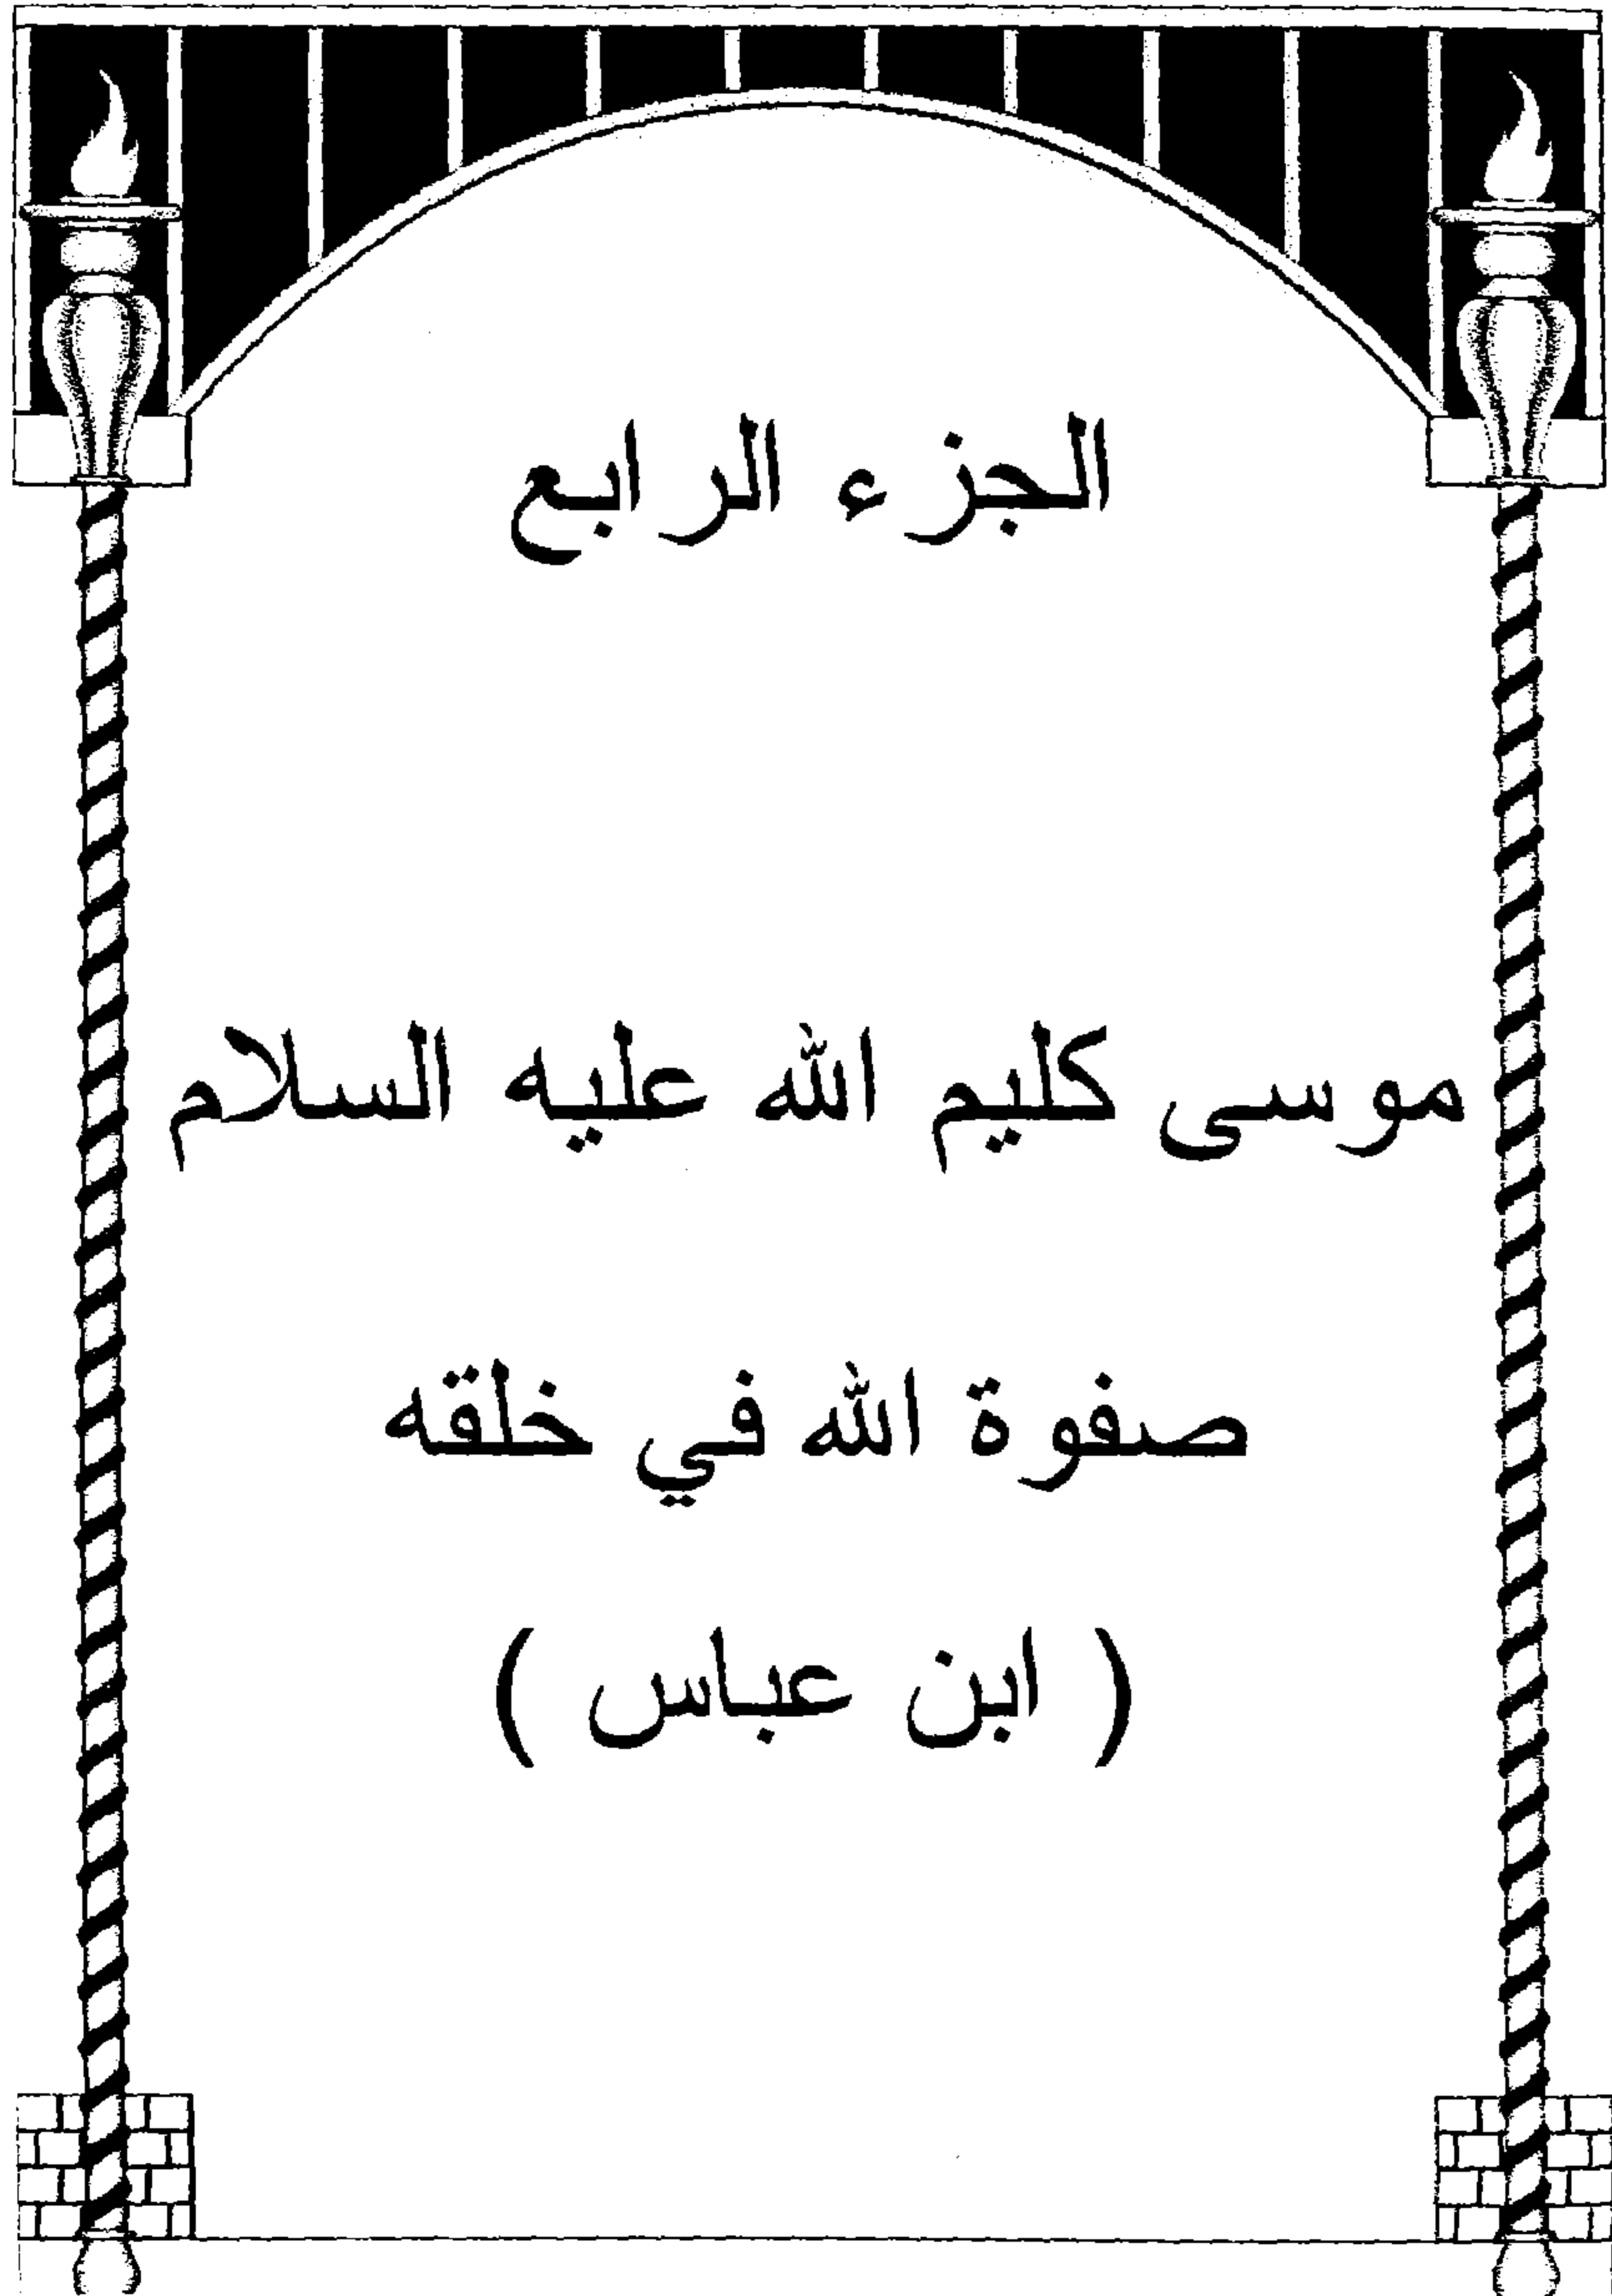 الجزء الرابع
موسى كليم الله عليه السلام
صفوة الله في خلقه
( ابن عباس )